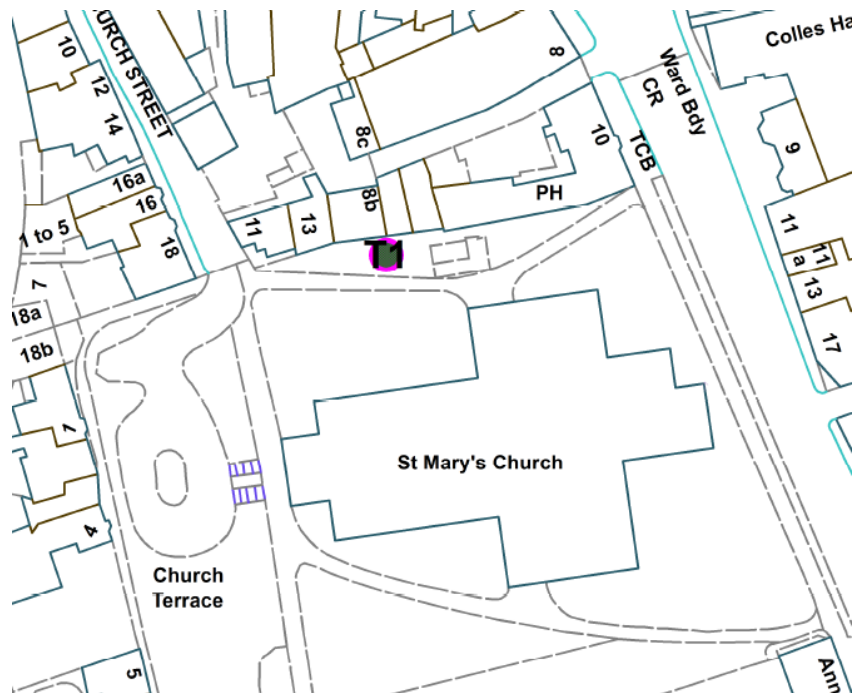 CHURCH STREET
10
12
14
16a
16
18
1 to 5
7
18a
18b
7
4
11
13
8b
8c
8
10
PH
TCB
CR
Ward Bdy
Colles Ha
9
11
11
a
13
17
T1
St Mary's Church
Church
Terrace
5
Ann